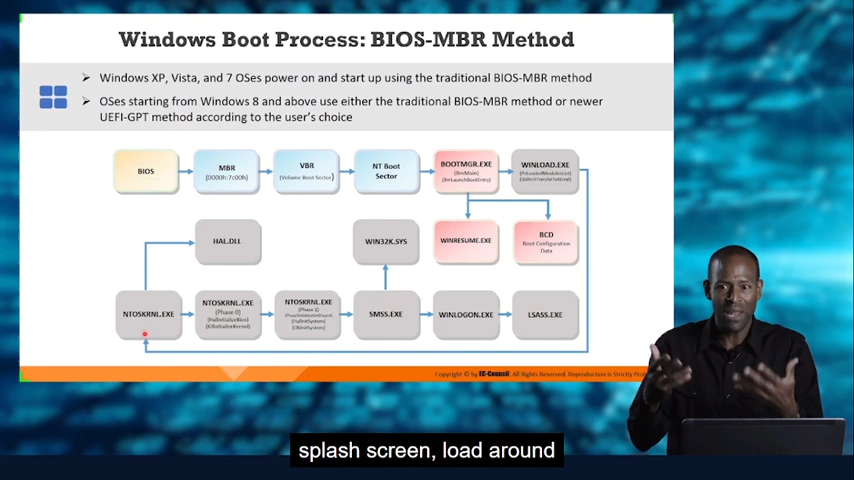 Windows Boot Process: BIOS-MBR Method
Windows XP, Vista, and 7 OSes power on and start up using the traditional BIOS-MBR method
OSes starting from Windows 8 and above use either the traditional BIOS-MBR method or newer
UEFI-GPT method according to the user's choice
BIOS
MBR
(0000h:7c00h)
VBR
(Volume Boot Sector)
NT Boot
Sector
BOOTMGR.EXE
(BmMain)
(BmLaunchBootEntry)
WINLOAD.EXE
HAL.DLL
WIN32K.SYS
WINRESUME.EXE
BCD
Boot Configuration
Data
NTOSKRNL.EXE
NTOSKRNL.EXE
(Phase 0)
(HalInitializeBios)
(KiInitializeKernel)
NTOSKRNL.EXE
(Phase 1)
(HalInitSystem)
(ObInitSystem)
SMSS.EXE
WINLOGON.EXE
LSASS.EXE
Copyright © by EC-Council. All Rights Reserved. Reproduction is Strictly
splash screen, load around